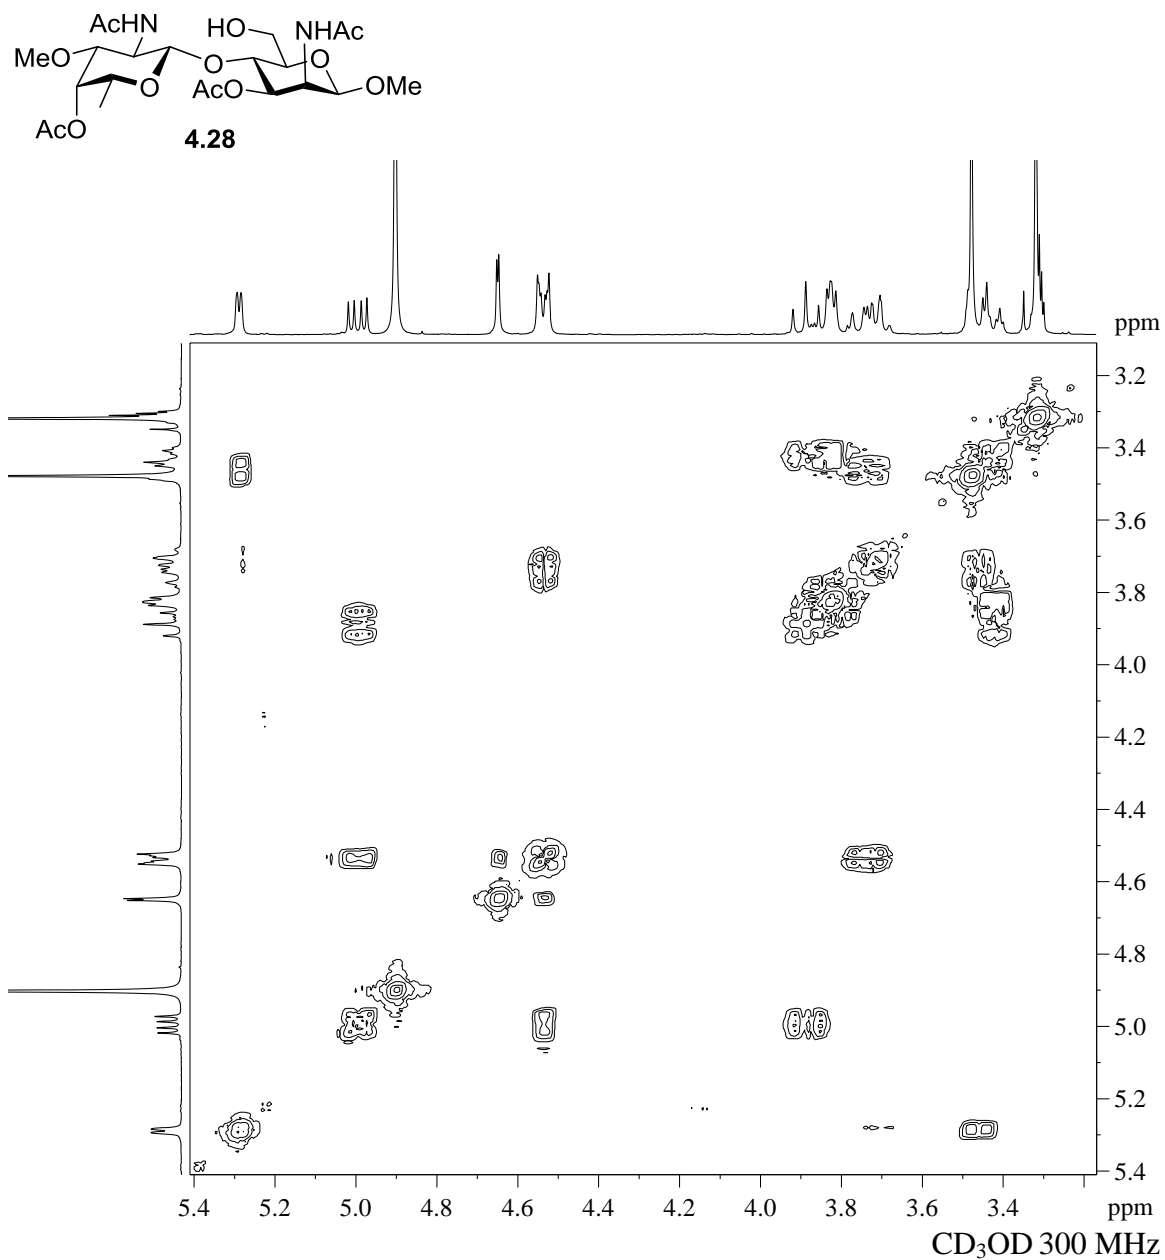 AcHN
HO
NHAc
MeO
O
O
O
AcO
OMe
AcO
4.28
ppm
3.2
3.4
3.6
3.8
4.0
4.2
4.4
4.6
4.8
5.0
5.2
5.4
5.4 5.2 5.0 4.8 4.6 4.4 4.2 4.0 3.8 3.6 3.4 ppm
CD₃OD 300 MHz